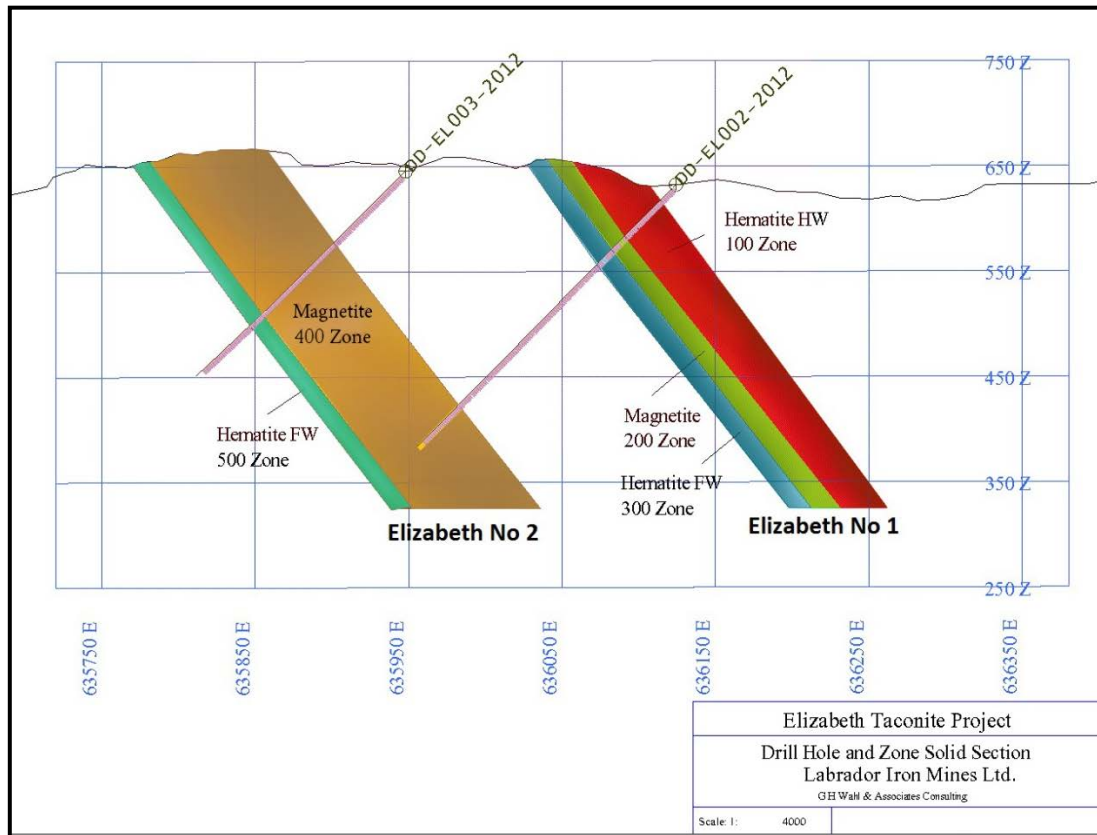 DD-EL003-2012
DD-EL002-2012
750 Z
650 Z
550 Z
450 Z
350 Z
250 Z
Hematite HW
100 Zone
Magnetite
400 Zone
Magnetite
200 Zone
Hematite FW
500 Zone
Hematite FW
300 Zone
Elizabeth No 2
Elizabeth No 1
635750 E
635850 E
635950 E
636050 E
636150 E
636250 E
636350 E
Elizabeth Taconite Project
Drill Hole and Zone Solid Section
Labrador Iron Mines Ltd.
GH Wahl & Associates Consulting
Scale: 1: 4000